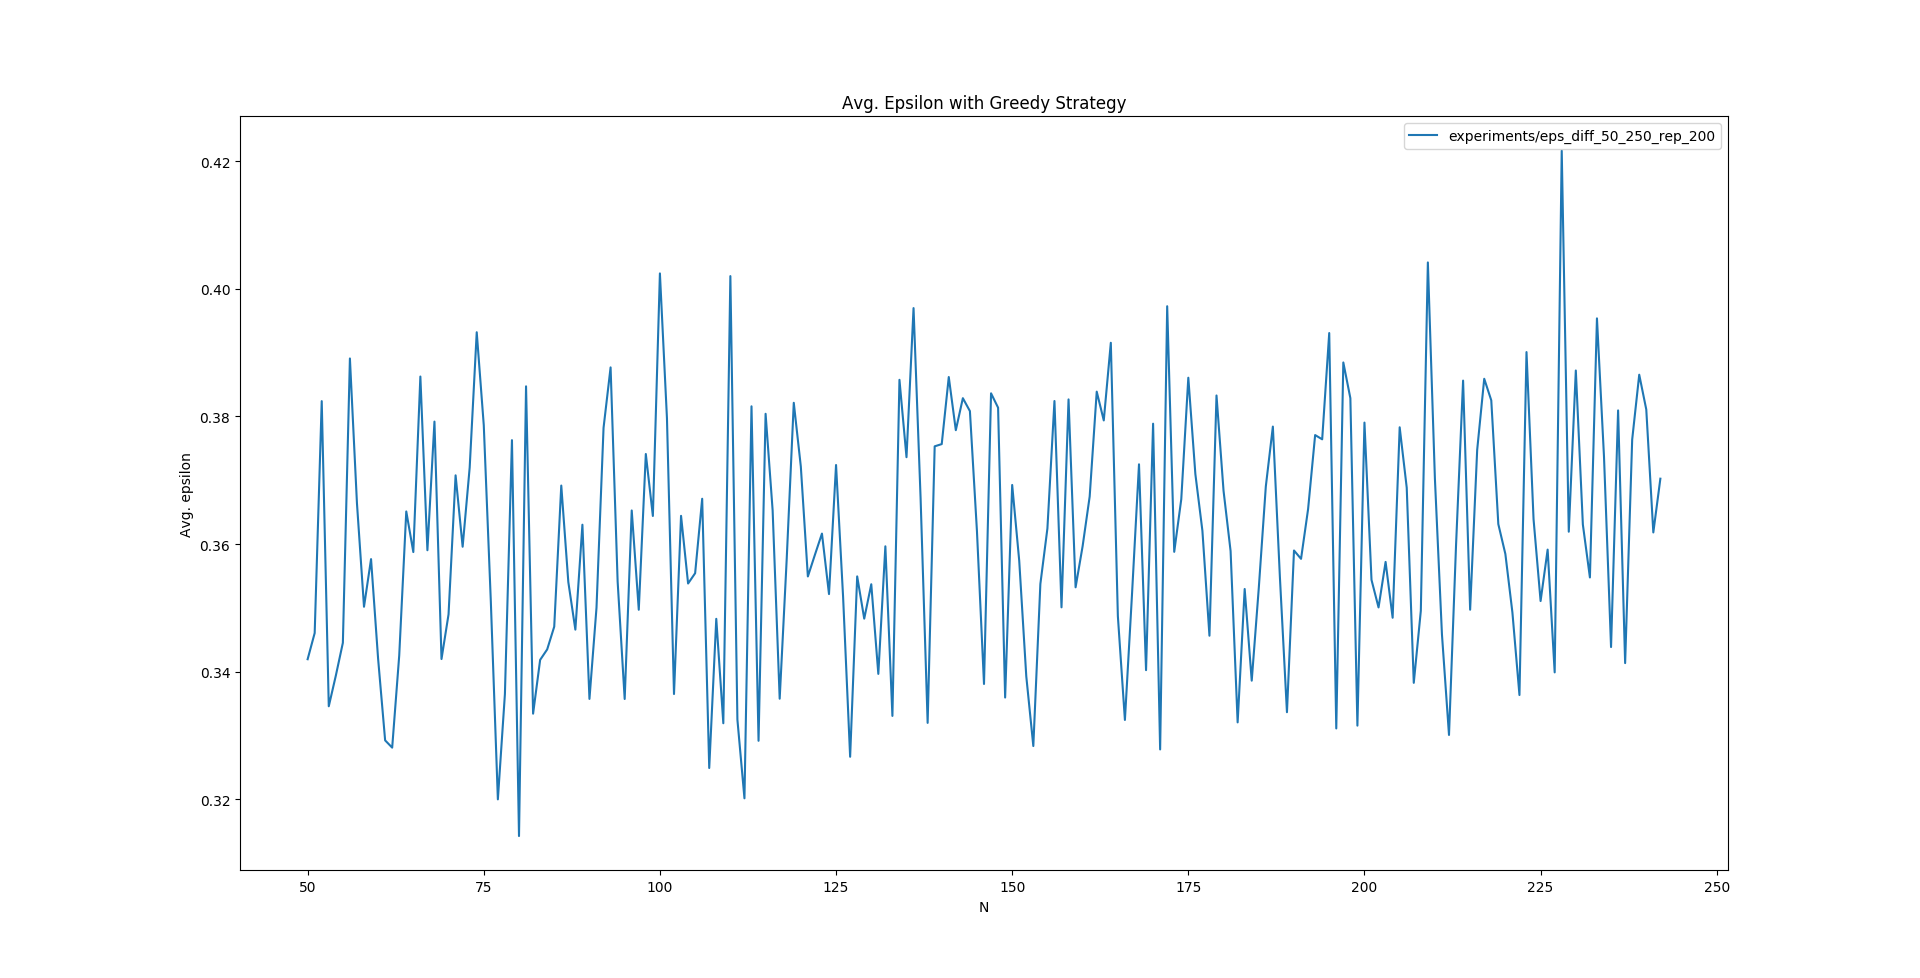 Avg. Epsilon with Greedy Strategy
experiments/eps_diff_50_250_rep_200
0.42
0.40
0.38
0.36
0.34
0.32
Avg. epsilon
50 75 100 125 150 175 200 225 250
N